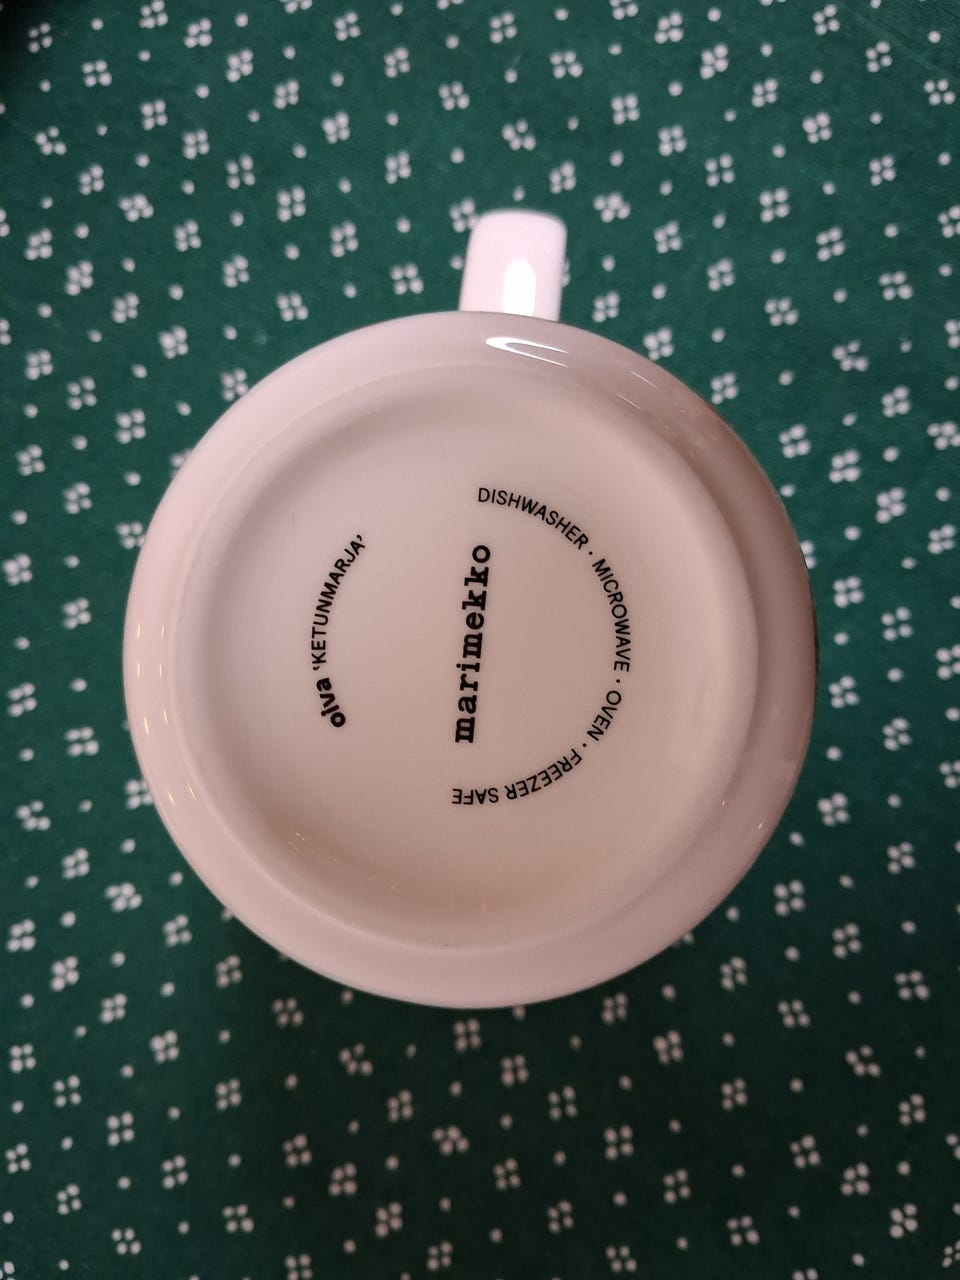 oiva 'KETUNMARJA'
marimekko
DISHWASHER · MICROWAVE · OVEN · FREEZER SAFE